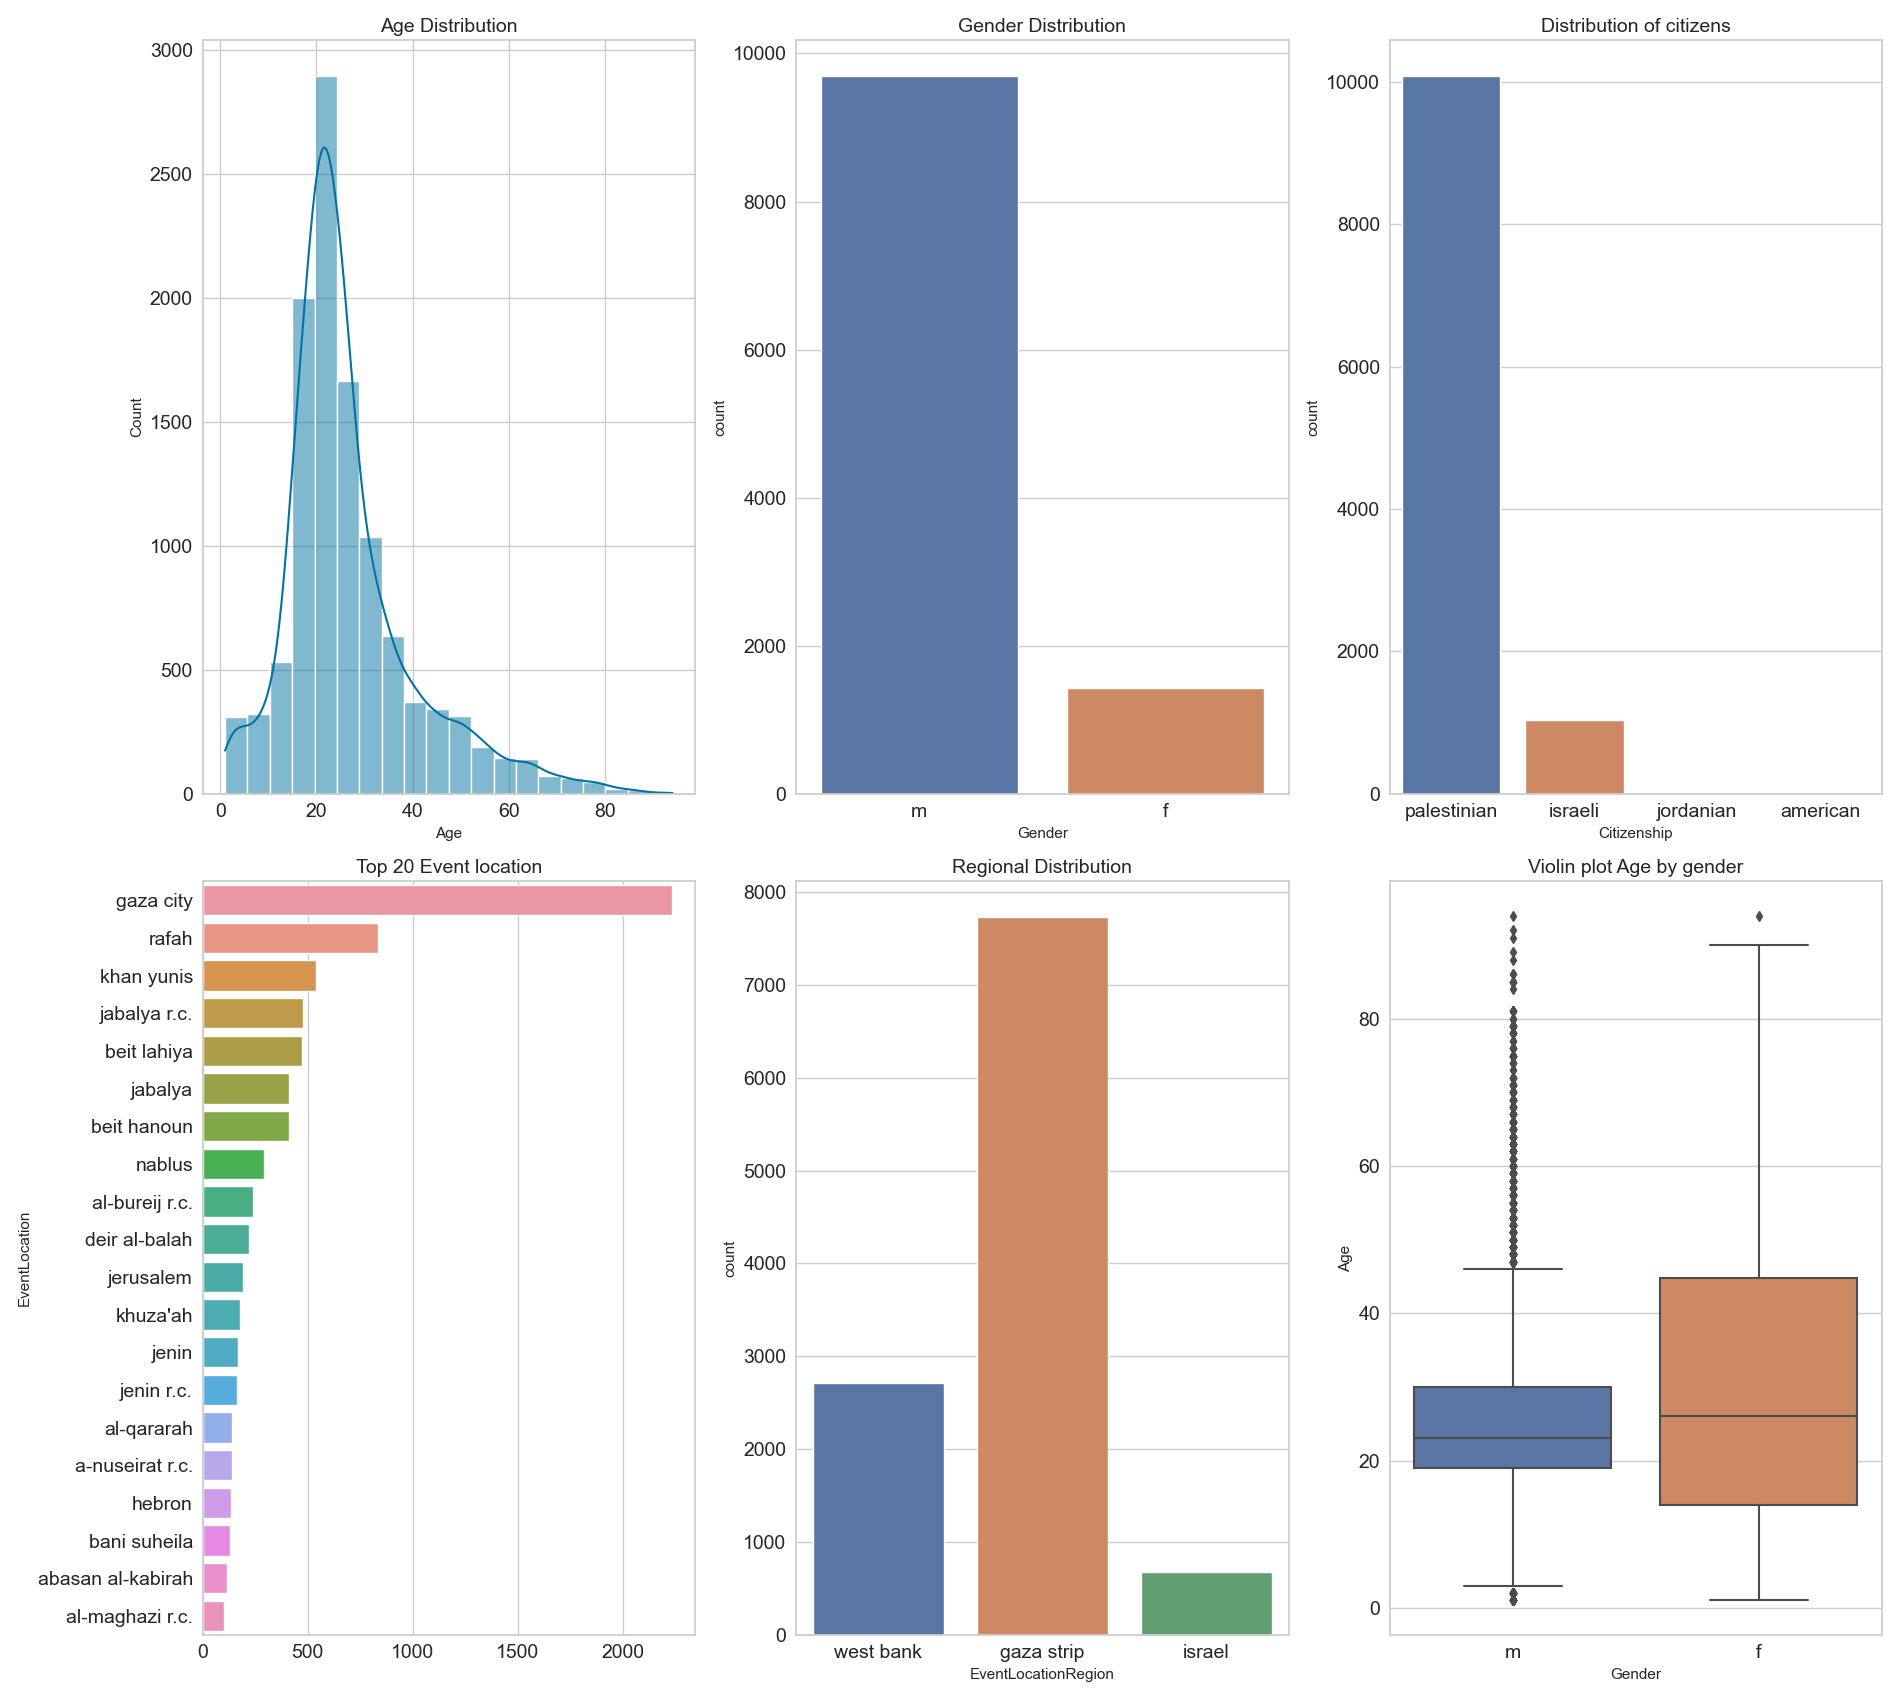 Age Distribution
3000
2500
2000
1500
1000
500
0
Count
0 20 40 60 80
Age
Gender Distribution
10000
8000
6000
4000
2000
0
count
m f
Gender
Distribution of citizens
10000
8000
6000
4000
2000
0
count
palestinian israeli jordanian american
Citizenship
Top 20 Event location
EventLocation
gaza city
rafah
khan yunis
jabalya r.c.
beit lahiya
jabalya
beit hanoun
nablus
al-bureij r.c.
deir al-balah
jerusalem
khuza'ah
jenin
jenin r.c.
al-qararah
a-nuseirat r.c.
hebron
bani suheila
abasan al-kabirah
al-maghazi r.c.
0 500 1000 1500 2000
Regional Distribution
8000
7000
6000
5000
4000
3000
2000
1000
0
count
west bank gaza strip israel
EventLocationRegion
Violin plot Age by gender
80
60
40
20
0
Age
m f
Gender